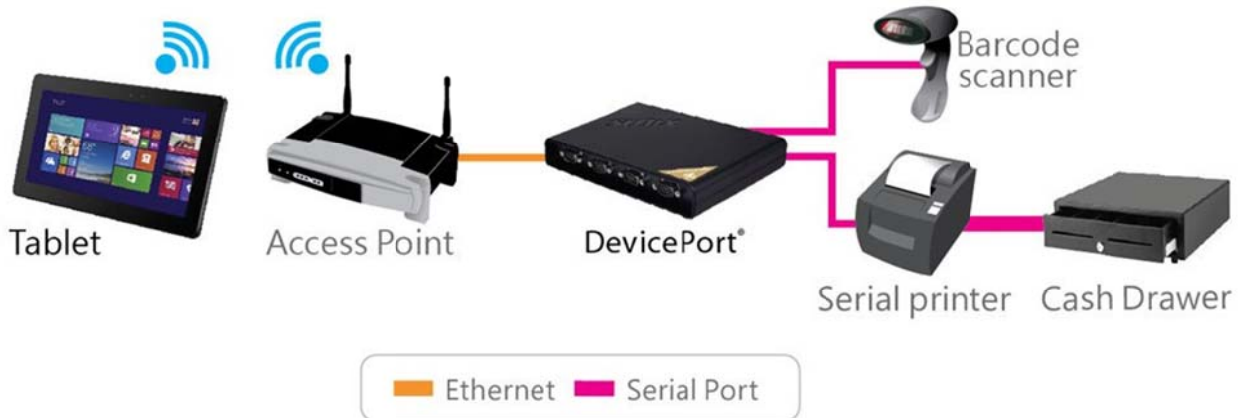 Barcode
scanner
Tablet
Access Point
DevicePort®
Serial printer
Cash Drawer
Ethernet
Serial Port